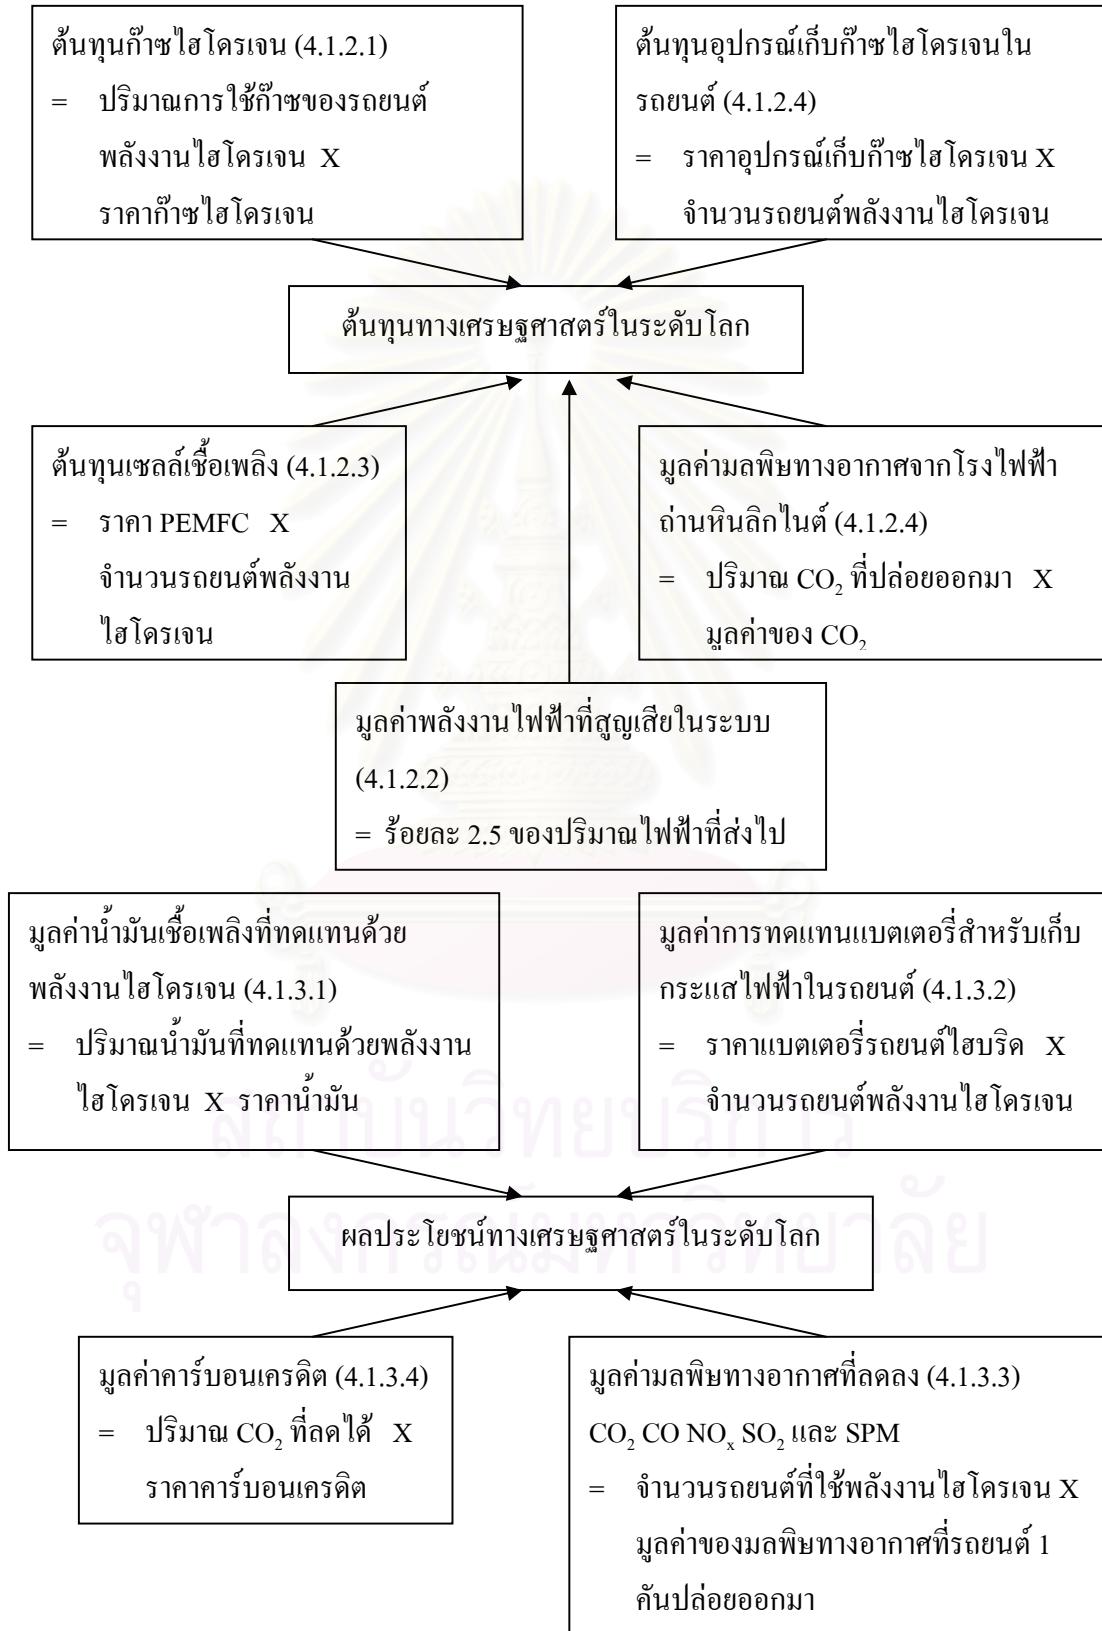 ต้นทุนก๊าซไฮโดรเจน (4.1.2.1)
= ปริมาณการใช้ก๊าซของรถยนต์
พลังงานไฮโดรเจน X
ราคาก๊าซไฮโดรเจน
ต้นทุนอุปกรณ์เก็บก๊าซไฮโดรเจนใน
รถยนต์ (4.1.2.4)
= ราคาอุปกรณ์เก็บก๊าซไฮโดรเจน X
จำนวนรถยนต์พลังงานไฮโดรเจน
ต้นทุนทางเศรษฐศาสตร์ในระดับโลก
ต้นทุนเซลล์เชื้อเพลิง (4.1.2.3)
= ราคา PEMFC X
จำนวนรถยนต์พลังงาน
ไฮโดรเจน
มูลค่ามลพิษทางอากาศจากโรงไฟฟ้า
ถ่านหินลิกไนต์ (4.1.2.4)
= ปริมาณ CO₂ ที่ปล่อยออกมา X
มูลค่าของ CO₂
มูลค่าพลังงานไฟฟ้าที่สูญเสียในระบบ
(4.1.2.2)
= ร้อยละ 2.5 ของปริมาณไฟฟ้าที่ส่งไป
มูลค่าน้ำมันเชื้อเพลิงที่ทดแทนด้วย
พลังงานไฮโดรเจน (4.1.3.1)
= ปริมาณน้ำมันที่ทดแทนด้วยพลังงาน
ไฮโดรเจน X ราคาน้ำมัน
มูลค่าการทดแทนแบตเตอรี่สำหรับเก็บ
กระแสไฟฟ้าในรถยนต์ (4.1.3.2)
= ราคาแบตเตอรี่รถยนต์ไฮบริด X
จำนวนรถยนต์พลังงานไฮโดรเจน
สถาบันวิทยบริการ
จุฬาลงกรณ์มหาวิทยาลัย
ผลประโยชน์ทางเศรษฐศาสตร์ในระดับโลก
มูลค่าคาร์บอนเครดิต (4.1.3.4)
= ปริมาณ CO₂ ที่ลดได้ X
ราคาคาร์บอนเครดิต
มูลค่ามลพิษทางอากาศที่ลดลง (4.1.3.3)
CO₂ CO NOₓ SO₂ และ SPM
= จำนวนรถยนต์ที่ใช้พลังงานไฮโดรเจน X
มูลค่าของมลพิษทางอากาศที่รถยนต์ 1
คันปล่อยออกมา